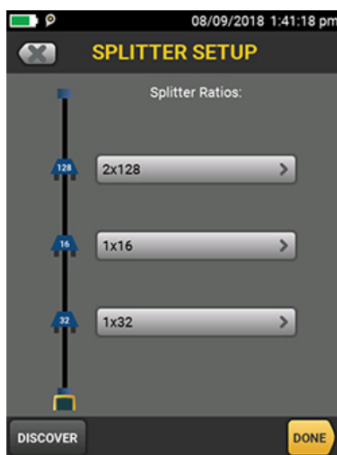 08/09/2018 1:41:18 pm
SPLITTER SETUP
Splitter Ratios:
128
2x128
16
1x16
32
1x32
DISCOVER
DONE